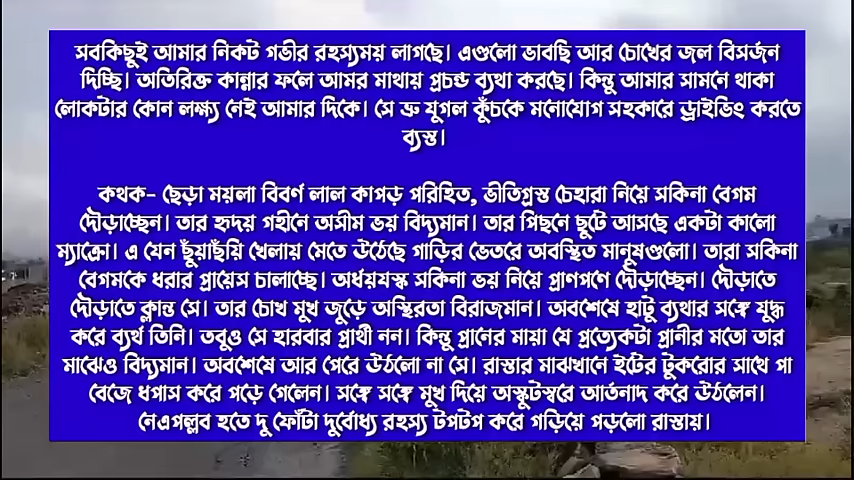 সবকিছুই আমার নিকট গভীর রহস্যময় লাগছে। এগুলো ভাবছি আর চোখের জল বিসর্জন
দিচ্ছি। অতিরিক্ত কান্নার ফলে আমর মাথায় প্রচন্ড ব্যথা করছে। কিন্তু আমার সামনে থাকা
লোকটার কোন লক্ষ্য নেই আমার দিকে। সে ভ্রু যুগল কুঁচকে মনোযোগ সহকারে ড্রাইভিং করতে
ব্যস্ত।
কথক- ছেড়া ময়লা বিবর্ণ লাল কাপড় পরিহিত, ভীতিগ্রস্ত চেহারা নিয়ে সকিনা বেগম
দৌড়াচ্ছেন। তার হৃদয় গহীনে অসীম ভয় বিদ্যমান। তার পিছনে ছুটে আসছে একটা কালো
ম্যাক্রো। এ যেন ছুঁয়াছঁয়ি খেলায় মেতে উঠেছে গাড়ির ভেতরে অবস্থিত মানুষগুলো। তারা সকিনা
বেগমকে ধরার প্রায়েস চালাচ্ছে। অর্ধয়যস্ক সকিনা ভয় নিয়ে প্রাণপণে দৌড়াচ্ছেন। দৌড়াতে
দৌড়াতে ক্লান্ত সে। তার চোখ মুখ জুড়ে অস্থিরতা বিরাজমান। অবশেষে হাটু ব্যথার সঙ্গে যুদ্ধ
করে ব্যর্থ তিনি। তবুও সে হারবার প্রার্থী নন। কিন্তু প্রানের মায়া যে প্রত্যেকটা প্রানীর মতো তার
মাঝেও বিদ্যমান। অবশেষে আর পেরে উঠলো না সে। রাস্তার মাঝখানে ইটের টুকরোর সাথে পা
বেজে ধপাস করে পড়ে গেলেন। সঙ্গে সঙ্গে মুখ দিয়ে অস্কুটস্বরে আর্তনাদ করে উঠলেন।
নেএপল্লব হতে দু ফোঁটা দুর্বোধ্য রহস্য টপটপ করে গড়িয়ে পড়লো রাস্তায়।